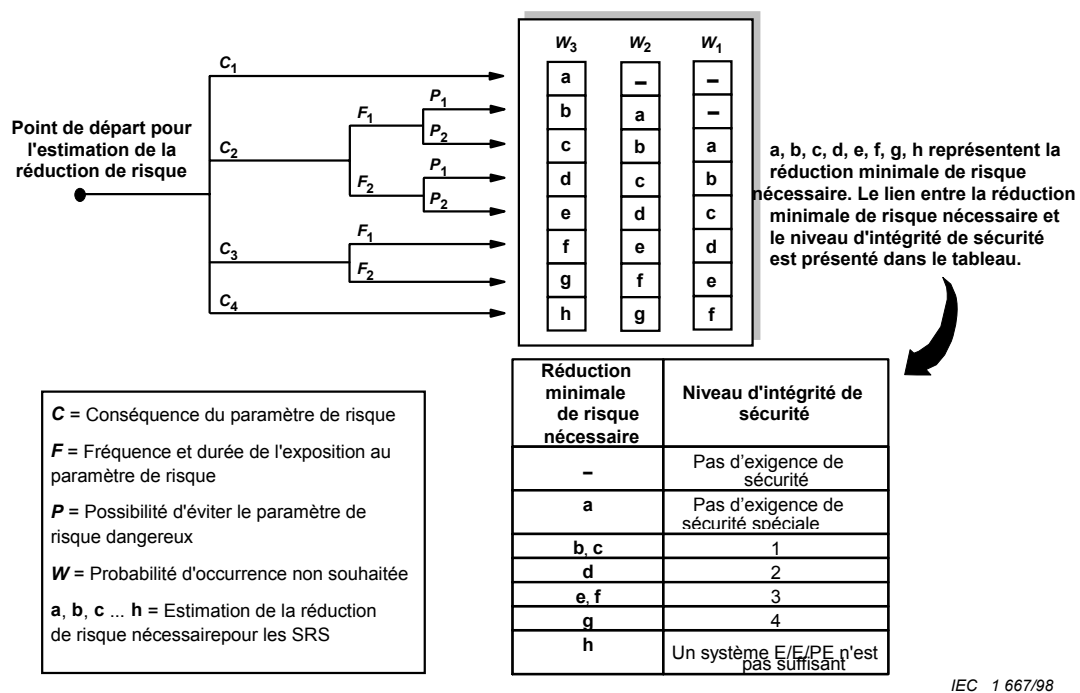 W3 W2 W1
C1
a – –
Point de départ pour
l'estimation de la
réduction de risque
F1 P1
b a –
C2
P2
c b a
F2 P1
d c b
P2
e d c
C3 F1
f e d
F2
g f e
C4
h g f
a, b, c, d, e, f, g, h représentent la
réduction minimale de risque
nécessaire. Le lien entre la réduction
minimale de risque nécessaire et
le niveau d'intégrité de sécurité
est présenté dans le tableau.
C = Conséquence du paramètre de risque
F = Fréquence et durée de l'exposition au
paramètre de risque
P = Possibilité d'éviter le paramètre de
risque dangereux
W = Probabilité d'occurrence non souhaitée
a, b, c ... h = Estimation de la réduction
de risque nécessairepour les SRS
Réduction
minimale
de risque
nécessaire
Niveau d'intégrité de
sécurité
–
Pas d’exigence de
sécurité
a
Pas d’exigence de
sécurité spéciale
b, c 1
d 2
e, f 3
g 4
h
Un système E/E/PE n'est
pas suffisant
IEC 1 667/98